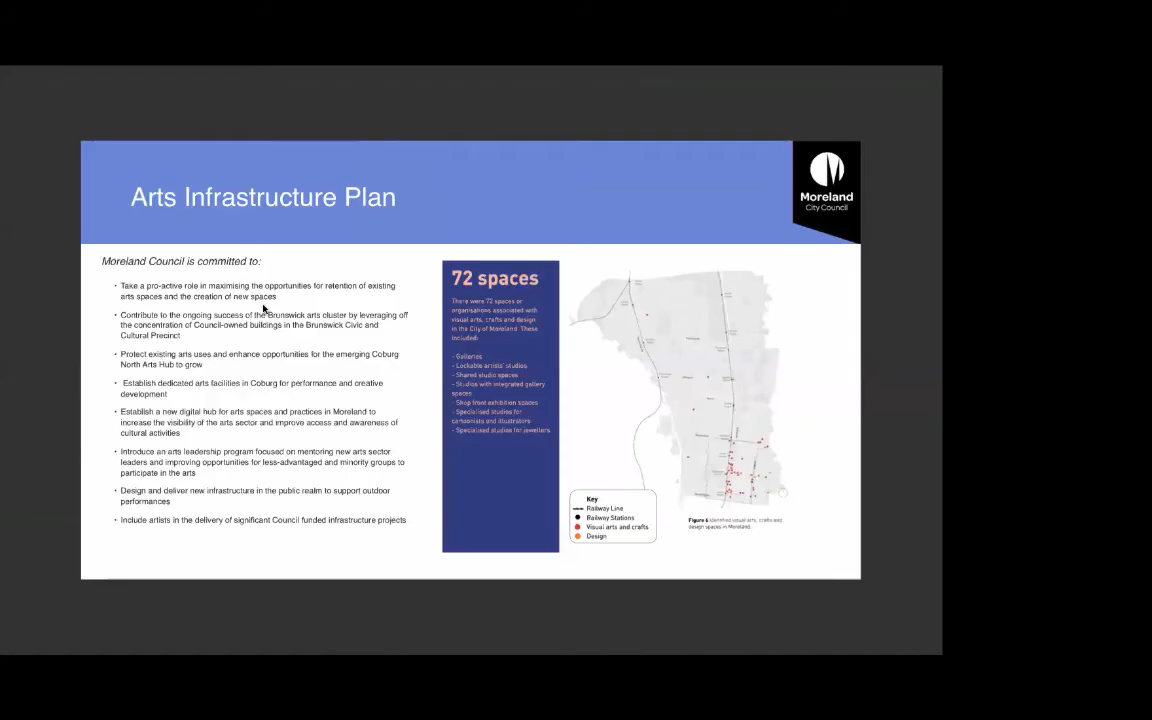 Arts Infrastructure Plan
Moreland
City Council
Moreland Council is committed to:
• Take a pro-active role in maximising the opportunities for retention of existing
arts spaces and the creation of new spaces
• Contribute to the ongoing success of the Brunswick arts cluster by leveraging off
the concentration of Council-owned buildings in the Brunswick Civic and
Cultural Precinct
• Protect existing arts uses and enhance opportunities for the emerging Coburg
North Arts Hub to grow
• Establish dedicated arts facilities in Coburg for performance and creative
development
• Establish a new digital hub for arts spaces and practices in Moreland to
increase the visibility of the arts sector and improve access and awareness of
cultural activities
• Introduce an arts leadership program focused on mentoring new arts sector
leaders and improving opportunities for less-advantaged and minority groups to
participate in the arts
• Design and deliver new infrastructure in the public realm to support outdoor
performances
• Include artists in the delivery of significant Council funded infrastructure projects
72 spaces
There were 72 spaces or
organisations associated with
visual arts, crafts and design
in the City of Moreland. These
included:
- Galleries
- Lockable artists' studios
- Shared studio spaces
- Studios with integrated gallery
spaces
- Shop front exhibition spaces
- Specialised studios for
cartoonists and illustrators
- Specialised studios for jewellers
Key
Railway Line
Railway Stations
Visual arts and crafts
Design
Figure 6 Identified visual arts, crafts and
design spaces in Moreland.